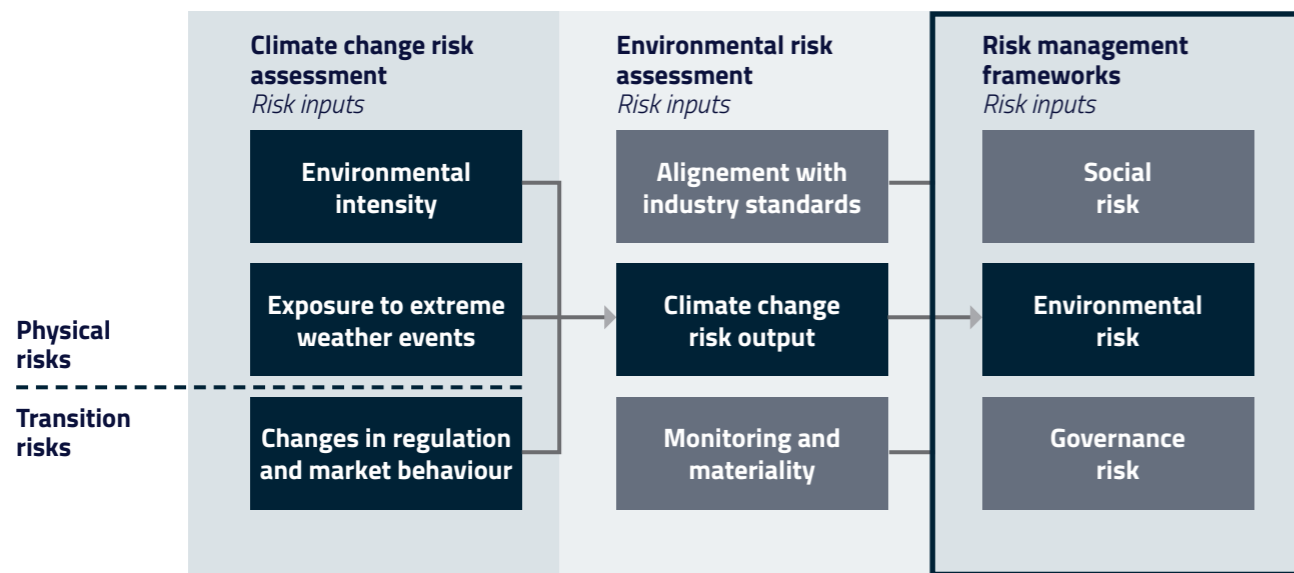 Climate change risk
assessment
Risk inputs
Environmental
intensity
Exposure to extreme
weather events
Changes in regulation
and market behaviour
Physical
risks
Transition
risks
Environmental risk
assessment
Risk inputs
Alignement with
industry standards
Climate change
risk output
Monitoring and
materiality
Risk management
frameworks
Risk inputs
Social
risk
Environmental
risk
Governance
risk